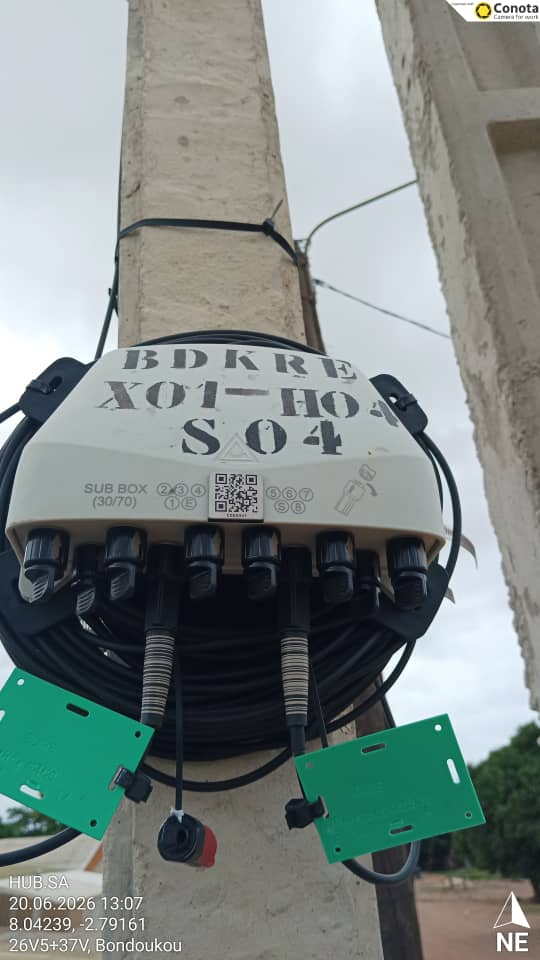 Conota
Camera for work
BDKRE
X01-H04
S04
SUB BOX
(30/70)
2 3 4
1 E
5 6 7
S 8
HUB.SA
20.06.2026 13:07
8.04239, -2.79161
26V5+37V, Bondoukou
NE